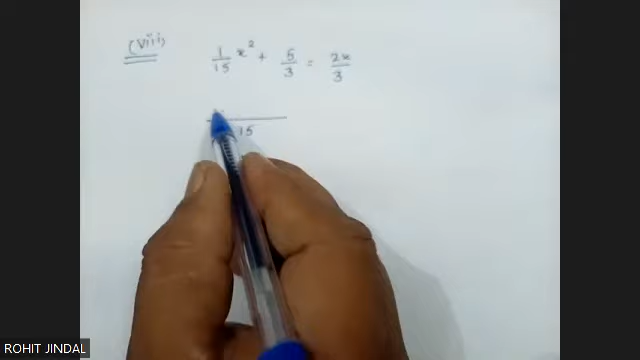 (viii) 1/15 x² + 5/3 = 2x/3
15
ROHIT JINDAL